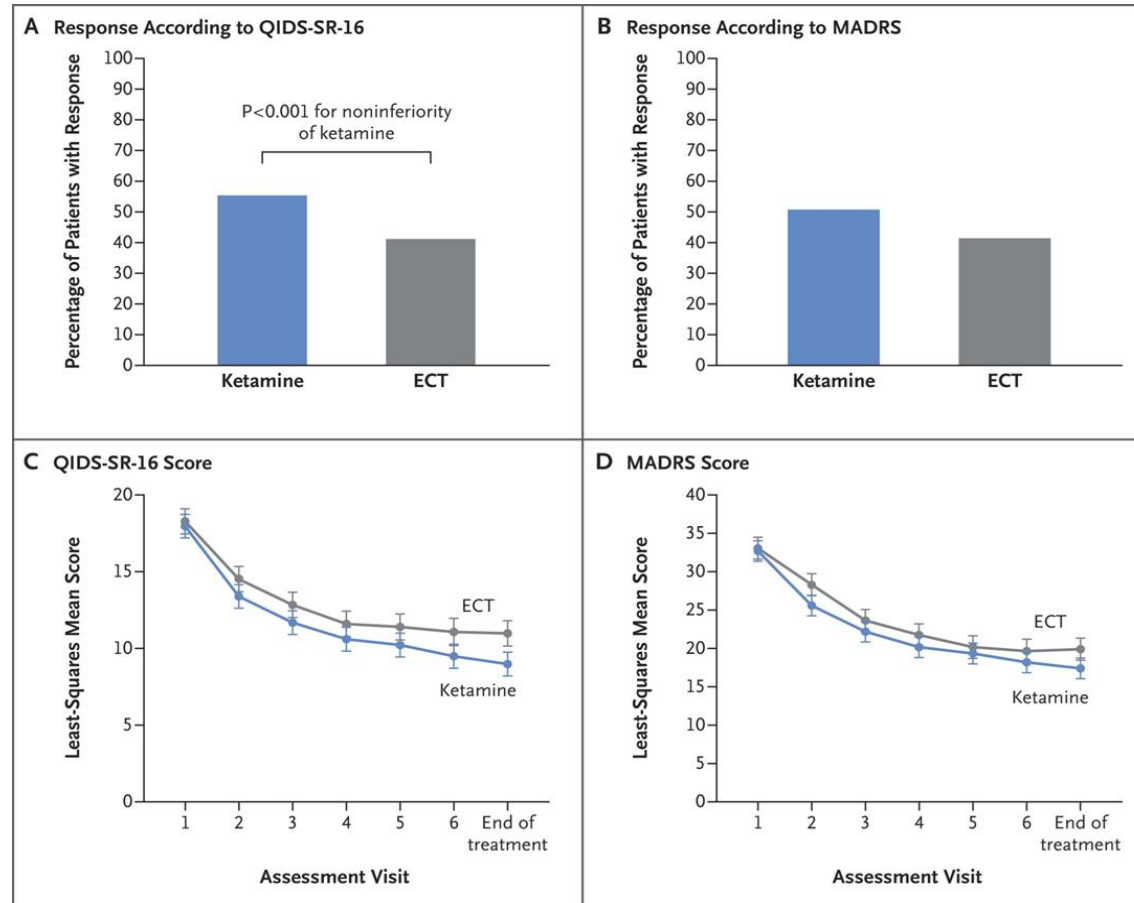 A Response According to QIDS-SR-16
Percentage of Patients with Response
100
90
80
70
60
50
40
30
20
10
0
P<0.001 for noninferiority
of ketamine
Ketamine
ECT
B Response According to MADRS
Percentage of Patients with Response
100
90
80
70
60
50
40
30
20
10
0
Ketamine
ECT
C QIDS-SR-16 Score
Least-Squares Mean Score
20
15
10
5
0
ECT
Ketamine
1
2
3
4
5
6
End of
treatment
Assessment Visit
D MADRS Score
Least-Squares Mean Score
40
35
30
25
20
15
10
5
0
ECT
Ketamine
1
2
3
4
5
6
End of
treatment
Assessment Visit